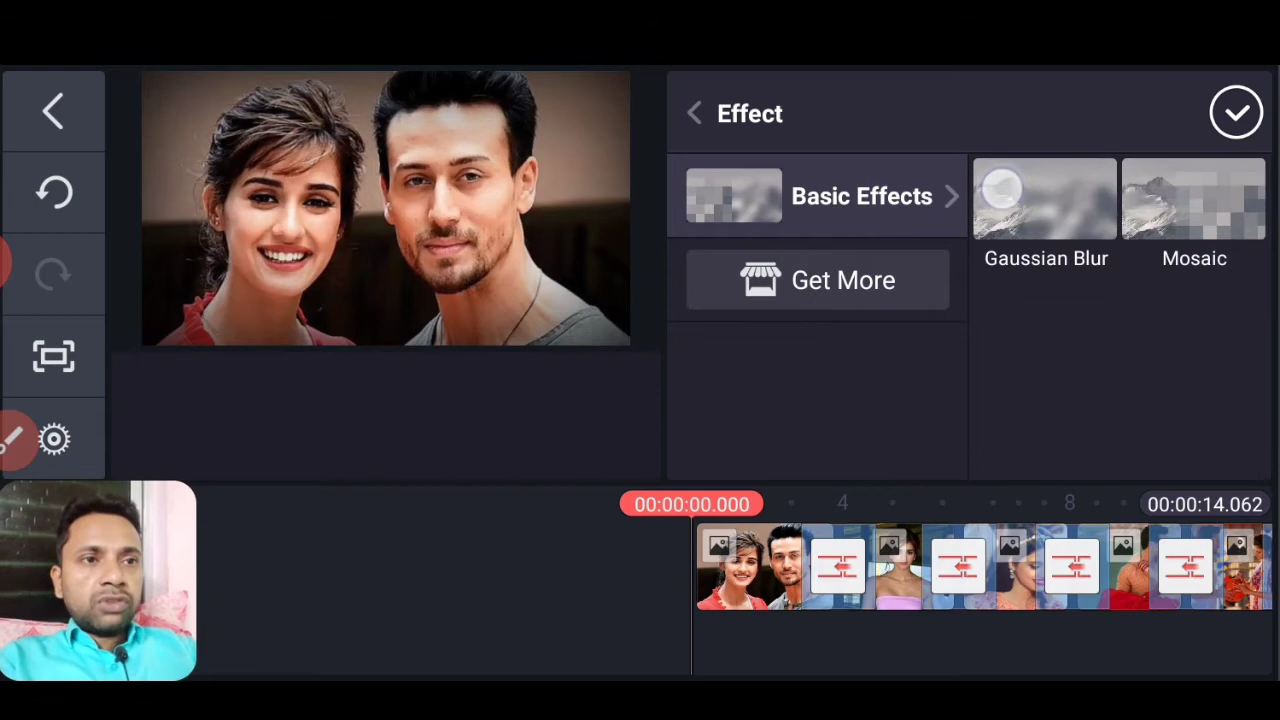 Effect
Basic Effects
Gaussian Blur
Mosaic
Get More
00:00:00.000
4
8
00:00:14.062